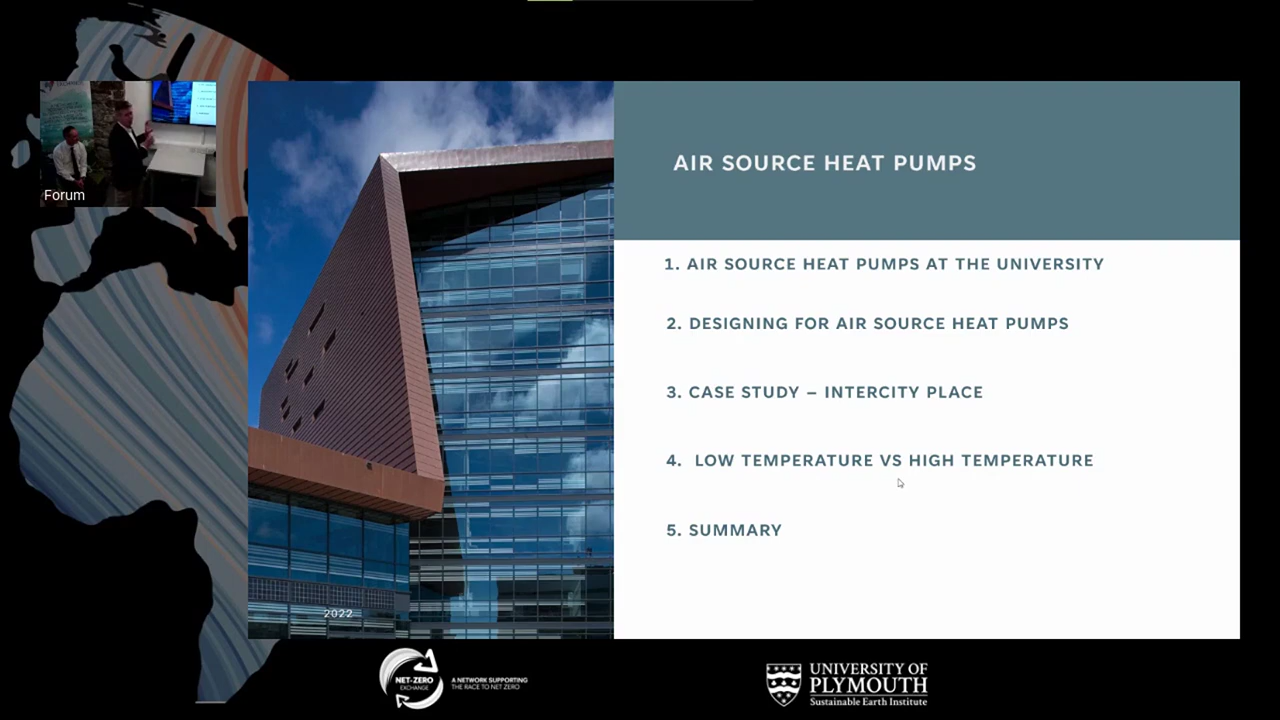 Forum
AIR SOURCE HEAT PUMPS
1. AIR SOURCE HEAT PUMPS AT THE UNIVERSITY
2. DESIGNING FOR AIR SOURCE HEAT PUMPS
3. CASE STUDY – INTERCITY PLACE
4. LOW TEMPERATURE VS HIGH TEMPERATURE
5. SUMMARY
2022
NET-ZERO
EXCHANGE
A NETWORK SUPPORTING
THE RACE TO NET ZERO
UNIVERSITY OF
PLYMOUTH
Sustainable Earth Institute